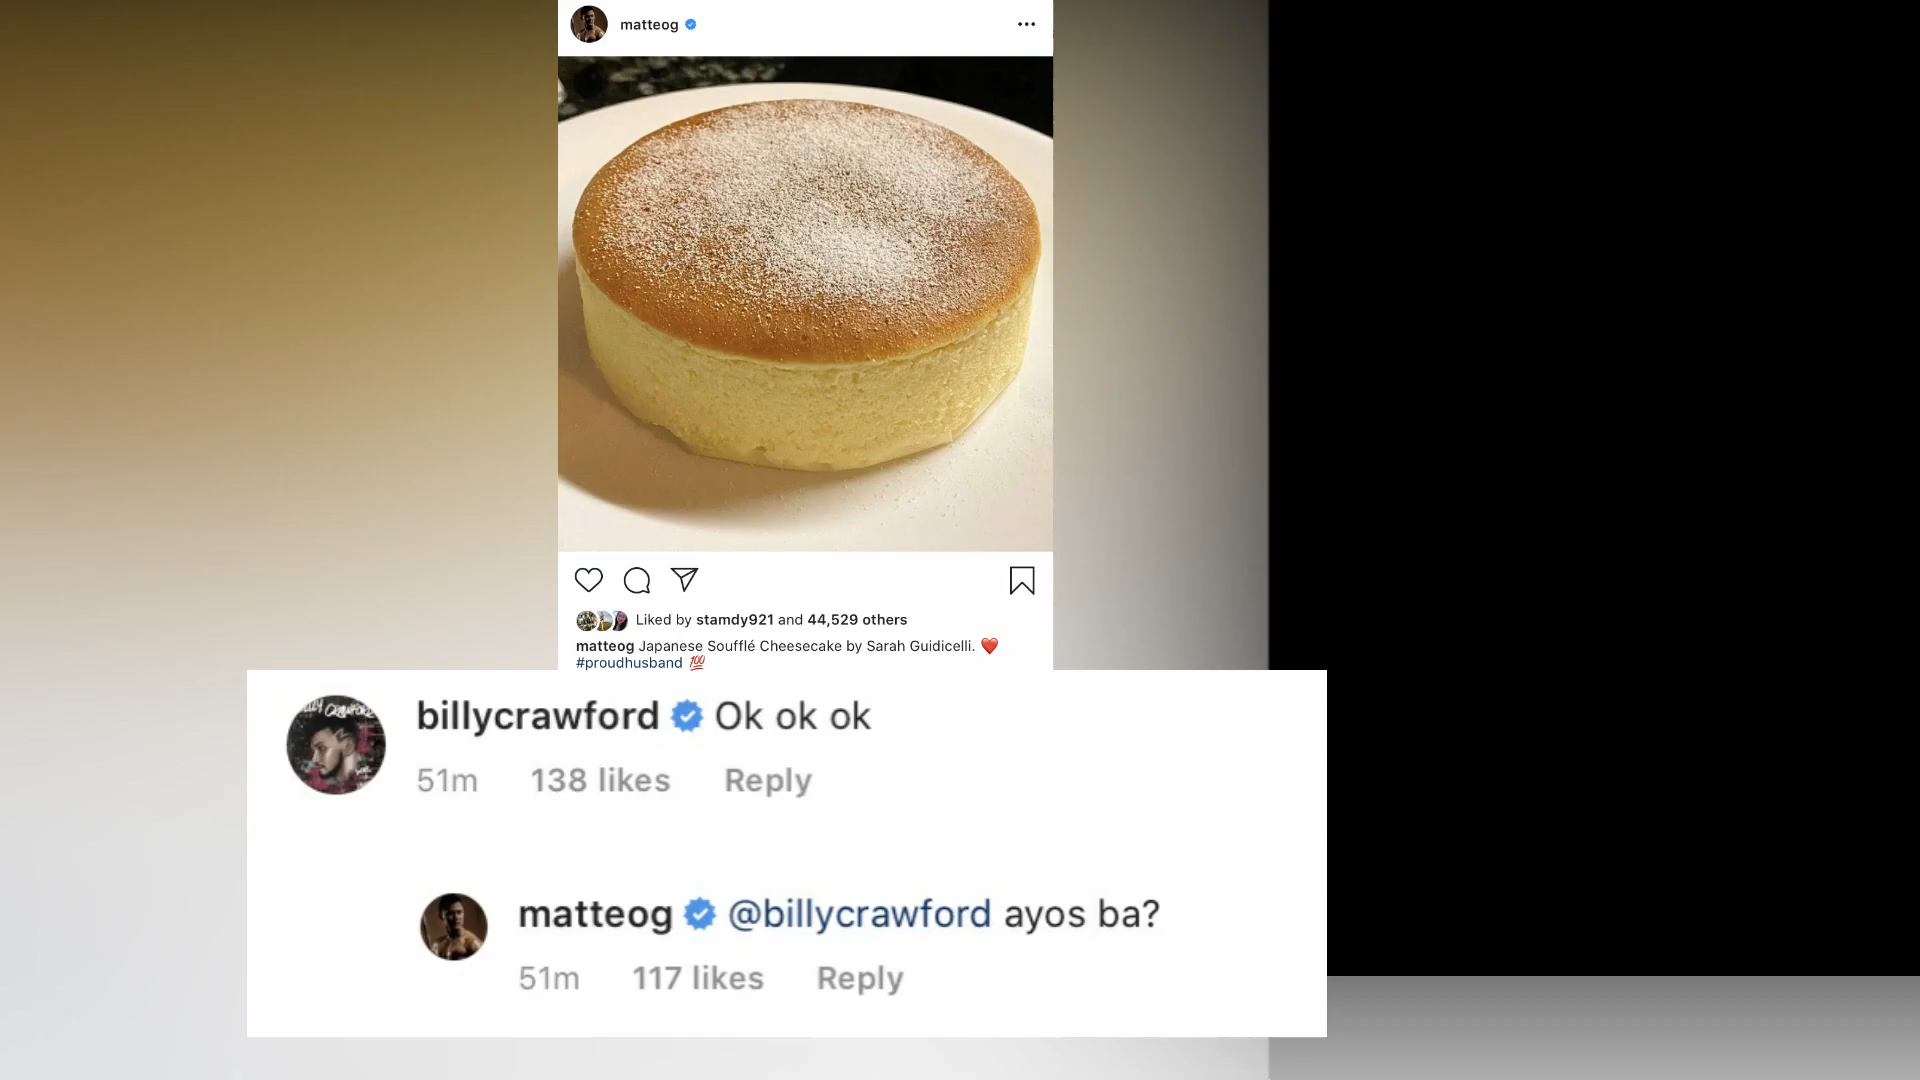 matteog
Liked by stamdy921 and 44,529 others
matteog Japanese Soufflé Cheesecake by Sarah Guidicelli. ❤️
#proudhusband 💯
billycrawford Ok ok ok
51m 138 likes Reply
matteog @billycrawford ayos ba?
51m 117 likes Reply